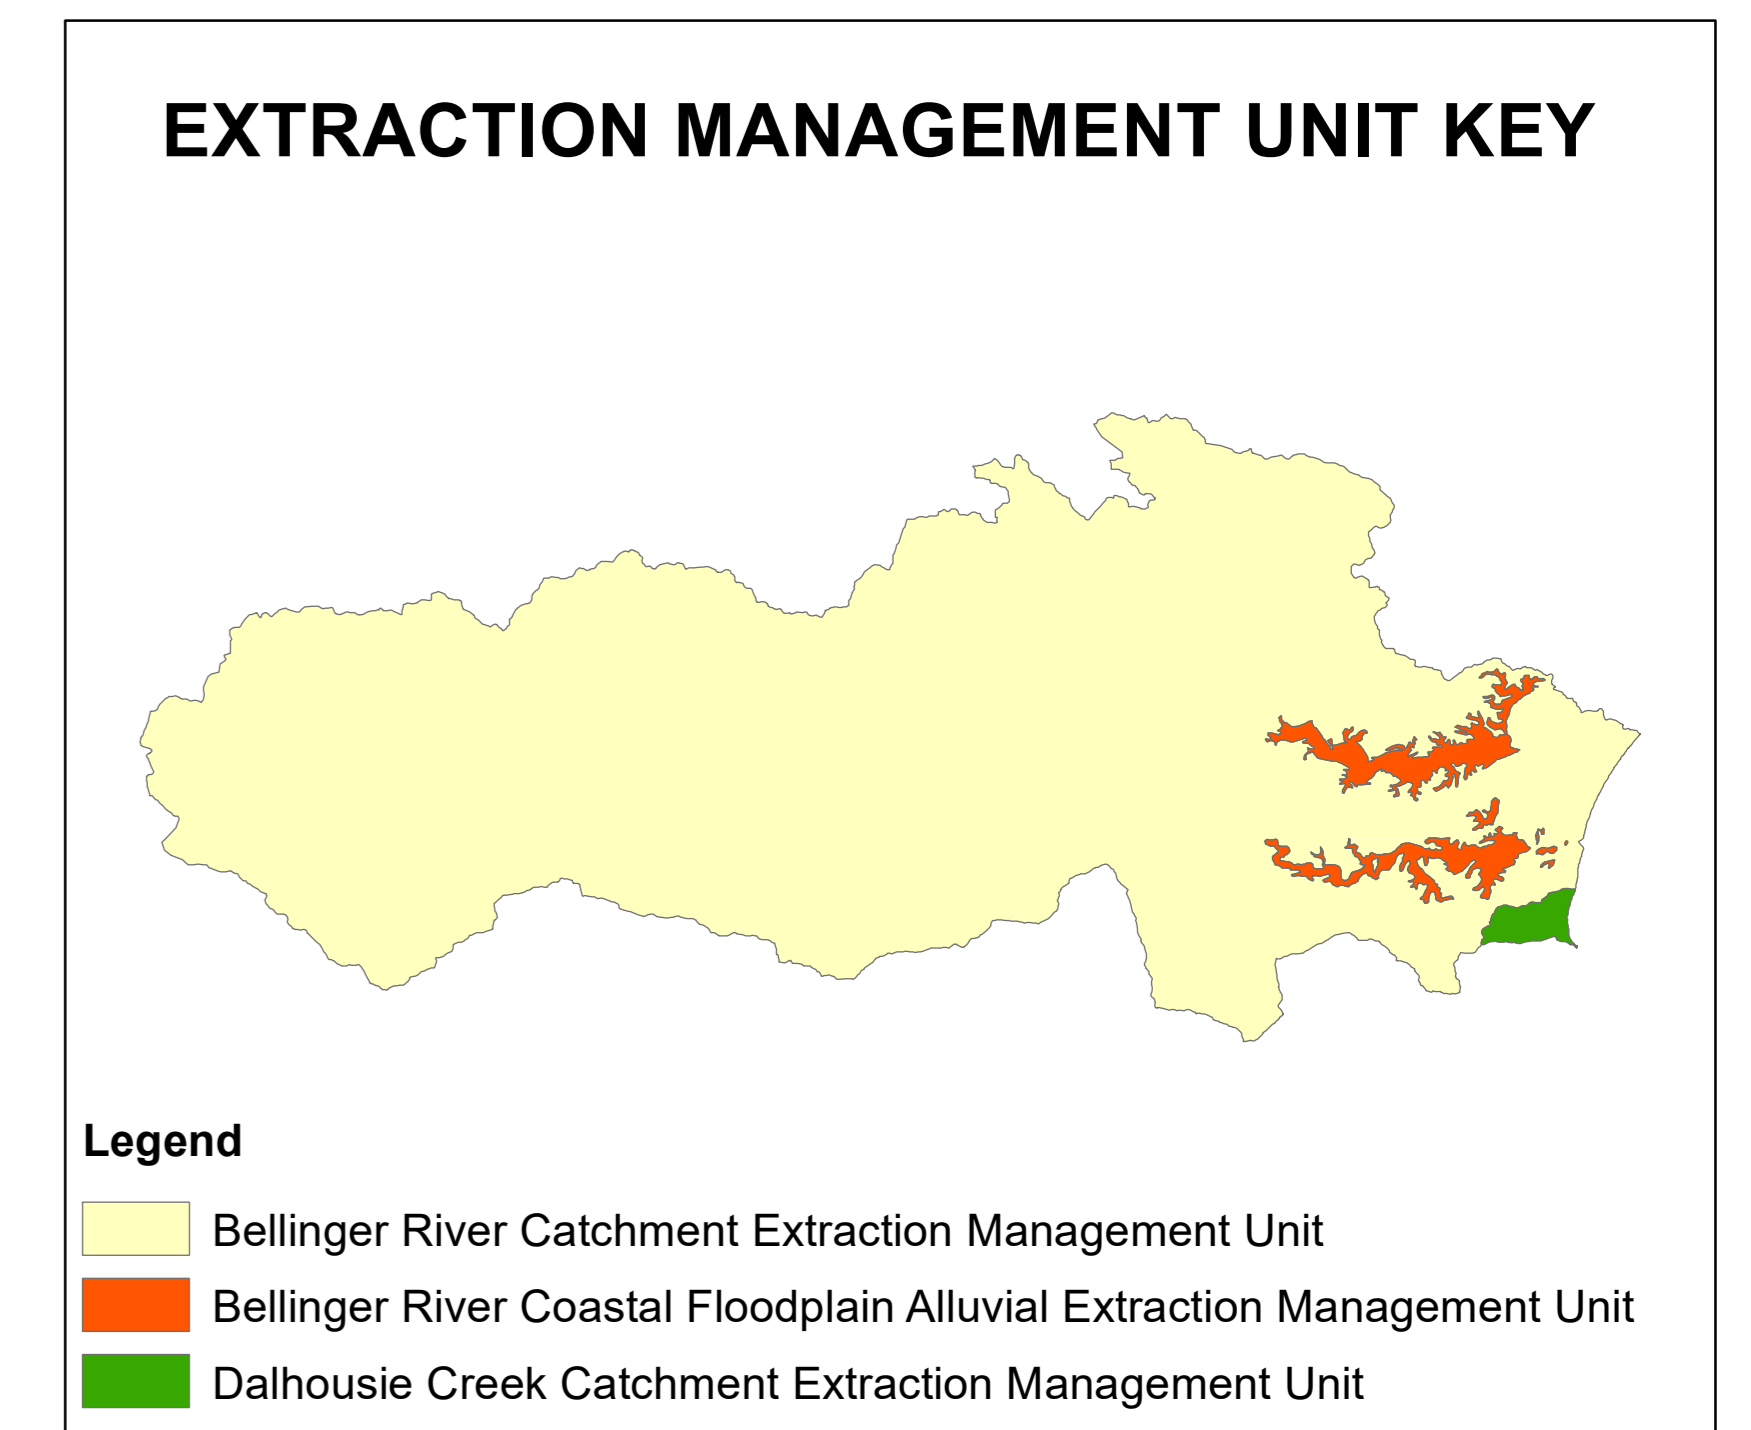 EXTRACTION MANAGEMENT UNIT KEY
Legend
Bellinger River Catchment Extraction Management Unit
Bellinger River Coastal Floodplain Alluvial Extraction Management Unit
Dalhousie Creek Catchment Extraction Management Unit